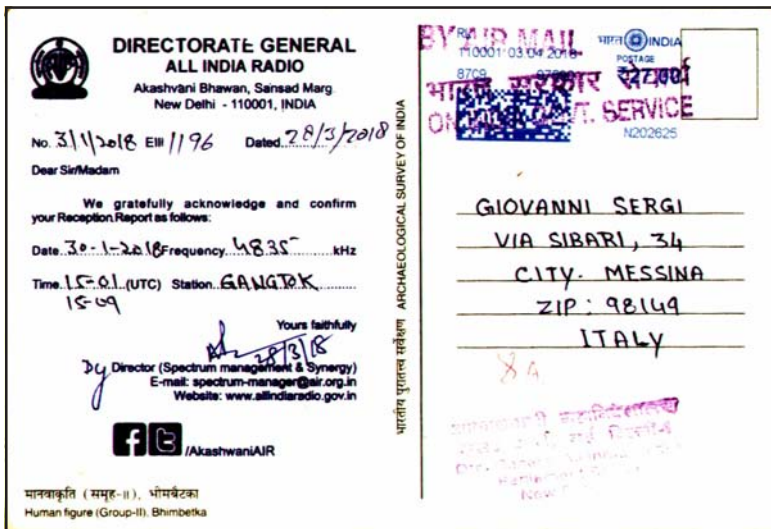 DIRECTORATE GENERAL
ALL INDIA RADIO
Akashvani Bhawan, Sansad Marg
New Delhi - 110001, INDIA
No. 3/1/2018 EIII 1196 Dated. 28/3/2018
Dear Sir/Madam
We gratefully acknowledge and confirm
your Reception Report as follows:
Date. 30-1-2018 Frequency. 4835 kHz
Time. 15-01 (UTC) Station. GANGTOK
15-09
Yours faithfully
28/3/18
Dy Director (Spectrum management & Synergy)
E-mail: spectrum-manager@air.org.in
Website: www.allindiaradio.gov.in
/AkashwaniAIR
मानवाकृति (समूह-II), भीमबैटका
Human figure (Group-II). Bhimbetka
भारतीय पुरातत्त्व सर्वेक्षण ARCHAEOLOGICAL SURVEY OF INDIA
BY AIR MAIL
110001 03 04 2018
भारत INDIA
POSTAGE
भारत सरकार सेवार्थ
SERVICE
N202625
GIOVANNI SERGI
VIA SIBARI, 34
CITY. MESSINA
ZIP: 98149
ITALY